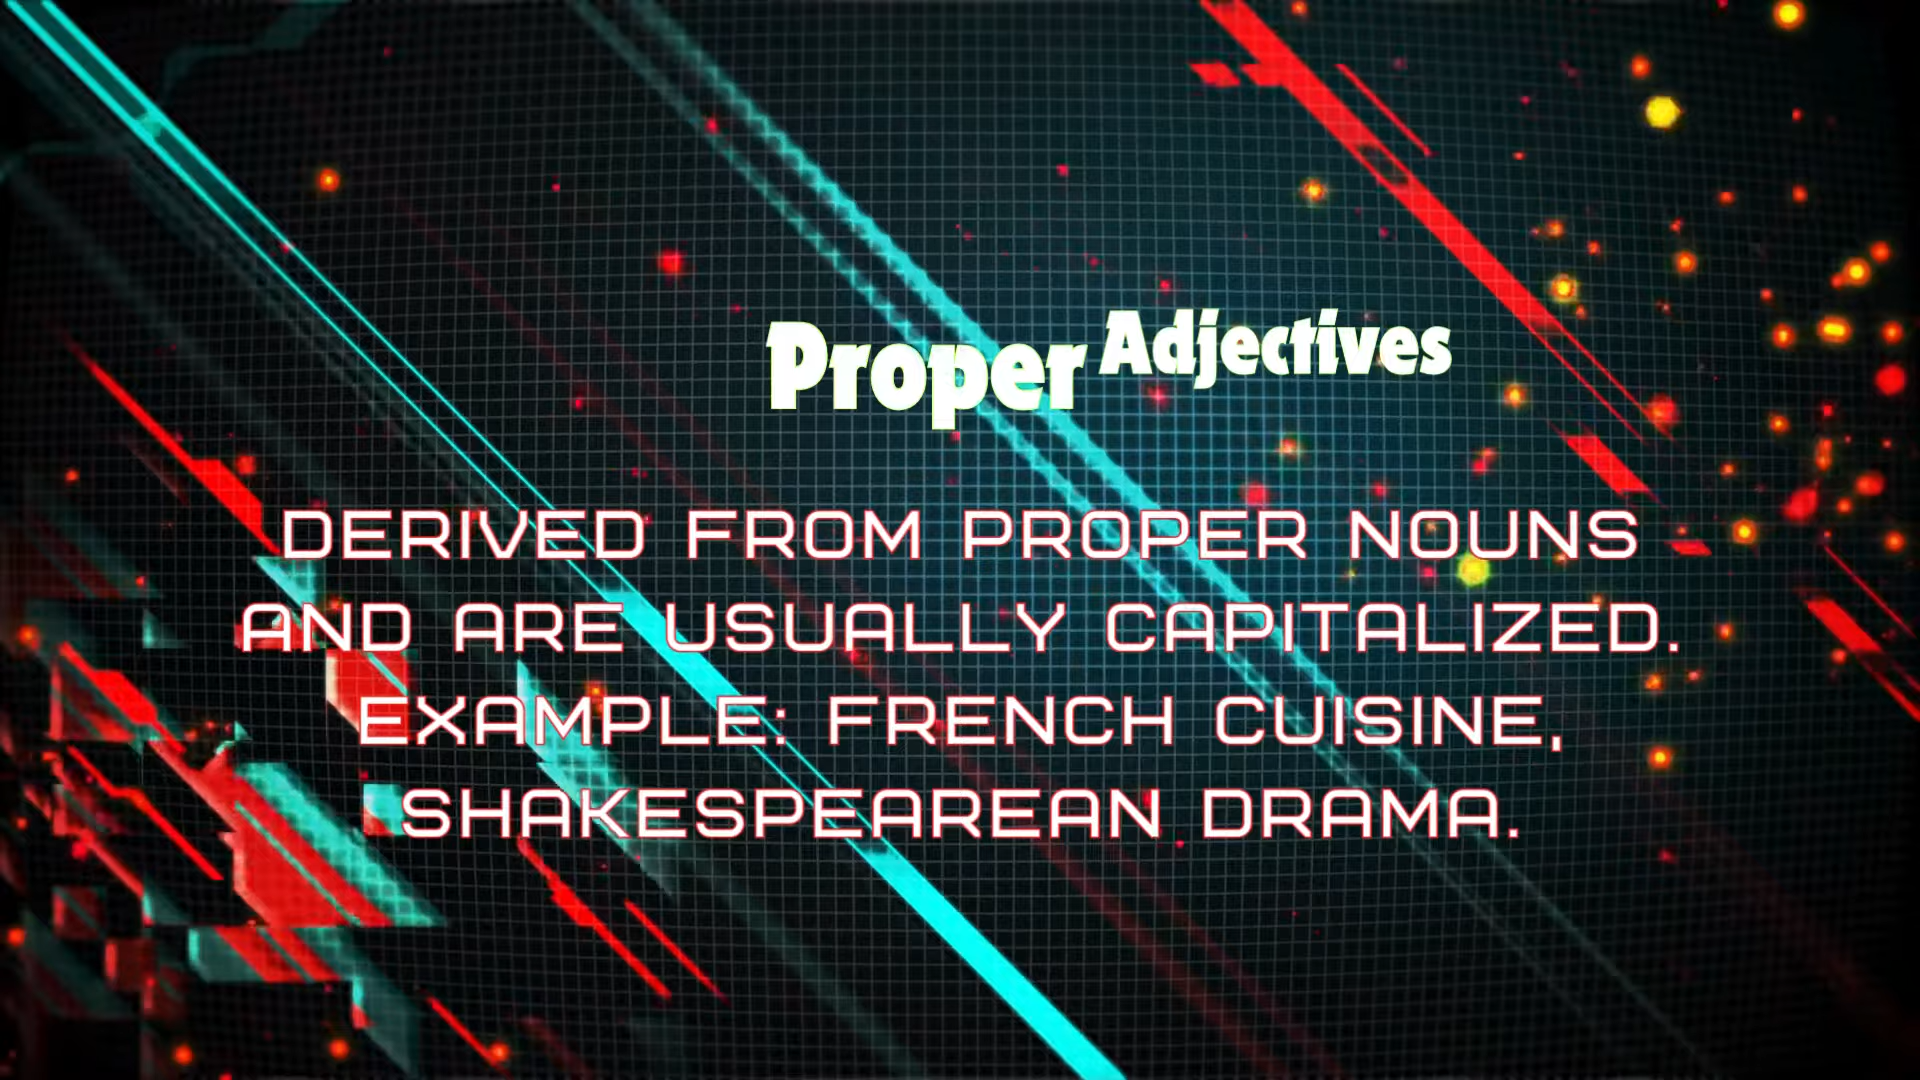 Proper Adjectives
DERIVED FROM PROPER NOUNS
AND ARE USUALLY CAPITALIZED.
EXAMPLE: FRENCH CUISINE,
SHAKESPEAREAN DRAMA.